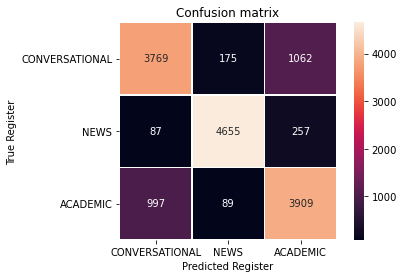 Confusion matrix
True Register
CONVERSATIONAL 3769 175 1062
NEWS 87 4655 257
ACADEMIC 997 89 3909
CONVERSATIONAL NEWS ACADEMIC
Predicted Register
4000
3000
2000
1000